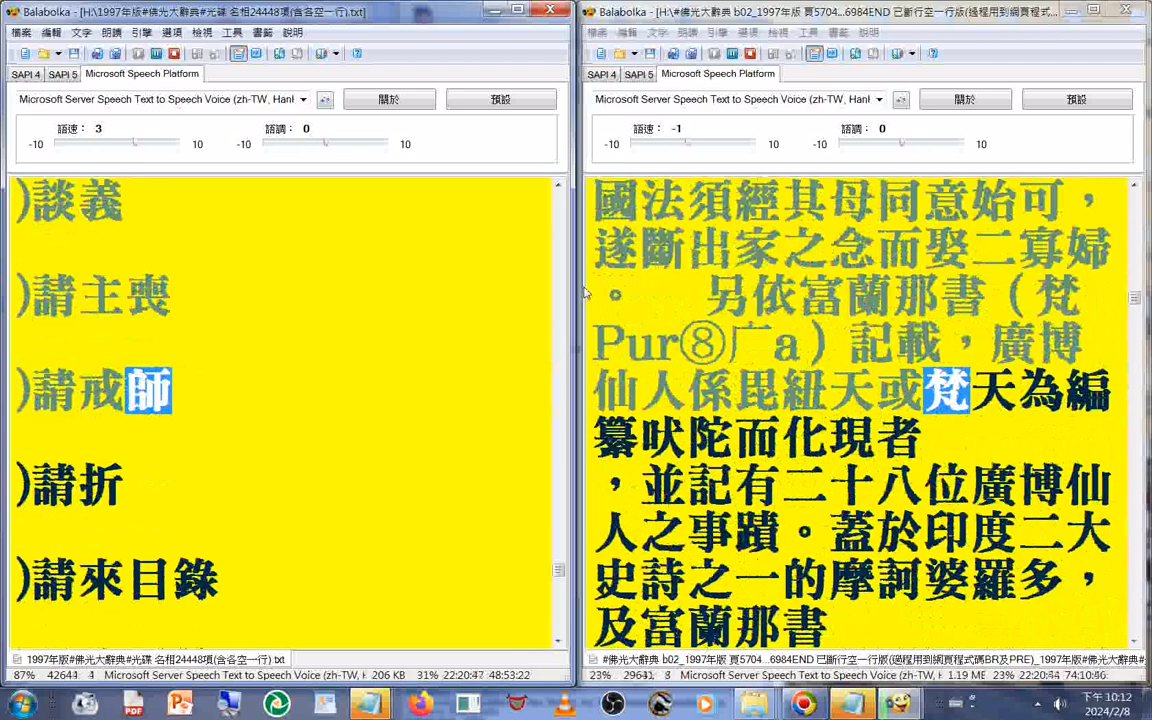 Balabolka - [H:\1997年版#佛光大辭典#光碟 名相24448項(含各空一行).txt]
檔案 編輯 文字 朗讀 引擎 選項 檢視 工具 書籤 說明
SAPI 4 SAPI 5 Microsoft Speech Platform
Microsoft Server Speech Text to Speech Voice (zh-TW, Han 關於 預設
語速： 3 語調： 0
-10 10 -10 10
)談義
)請主喪
)請戒師
)請折
)請來目錄
1997年版#佛光大辭典#光碟 名相24448項(含各空一行).txt
87% 42644 Microsoft Server Speech Text to Speech Voice (zh-TW, H 206 KB 31% 22:20:47 48:53:22
Balabolka - [H:\#佛光大辭典 b02_1997年版 頁5704...6984END 已斷行空一行版(過程用到網頁程式...
檔案 編輯 文字 朗讀 引擎 選項 檢視 工具 書籤 說明
SAPI 4 SAPI 5 Microsoft Speech Platform
Microsoft Server Speech Text to Speech Voice (zh-TW, Han 關於 預設
語速： -1 語調： 0
-10 10 -10 10
國法須經其母同意始可，
遂斷出家之念而娶二寡婦
。　　另依富蘭那書（梵
Pur⑧广a）記載，廣博
仙人係毘紐天或梵天為編
纂吠陀而化現者
，並記有二十八位廣博仙
人之事蹟。蓋於印度二大
史詩之一的摩訶婆羅多，
及富蘭那書
#佛光大辭典 b02_1997年版 頁5704...6984END 已斷行空一行版(過程用到網頁程式碼BR及PRE)_1997年版#佛光大辭典#
23% 29641 Microsoft Server Speech Text to Speech Voice (zh-TW, H 1.19 ME 23% 22:20:94 74:10:46
下午 10:12
2024/2/8